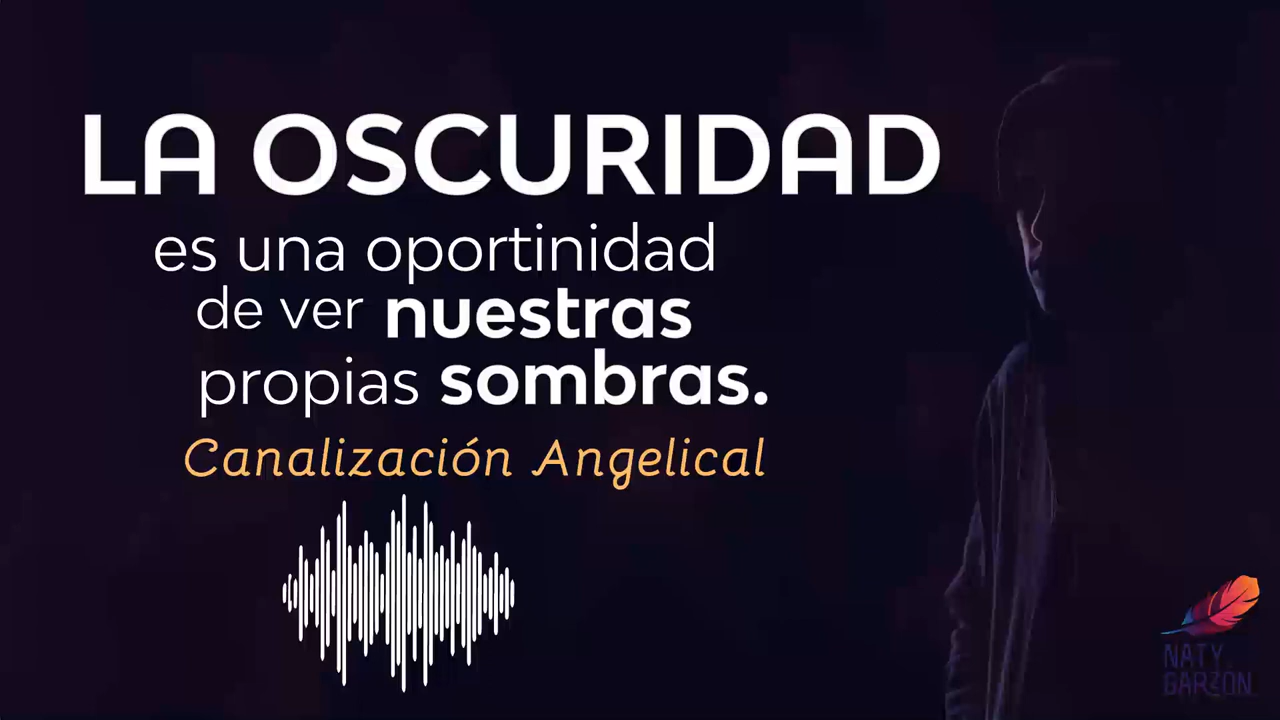 LA OSCURIDAD
es una oportinidad
de ver nuestras
propias sombras.
Canalización Angelical
NATY
GARZON